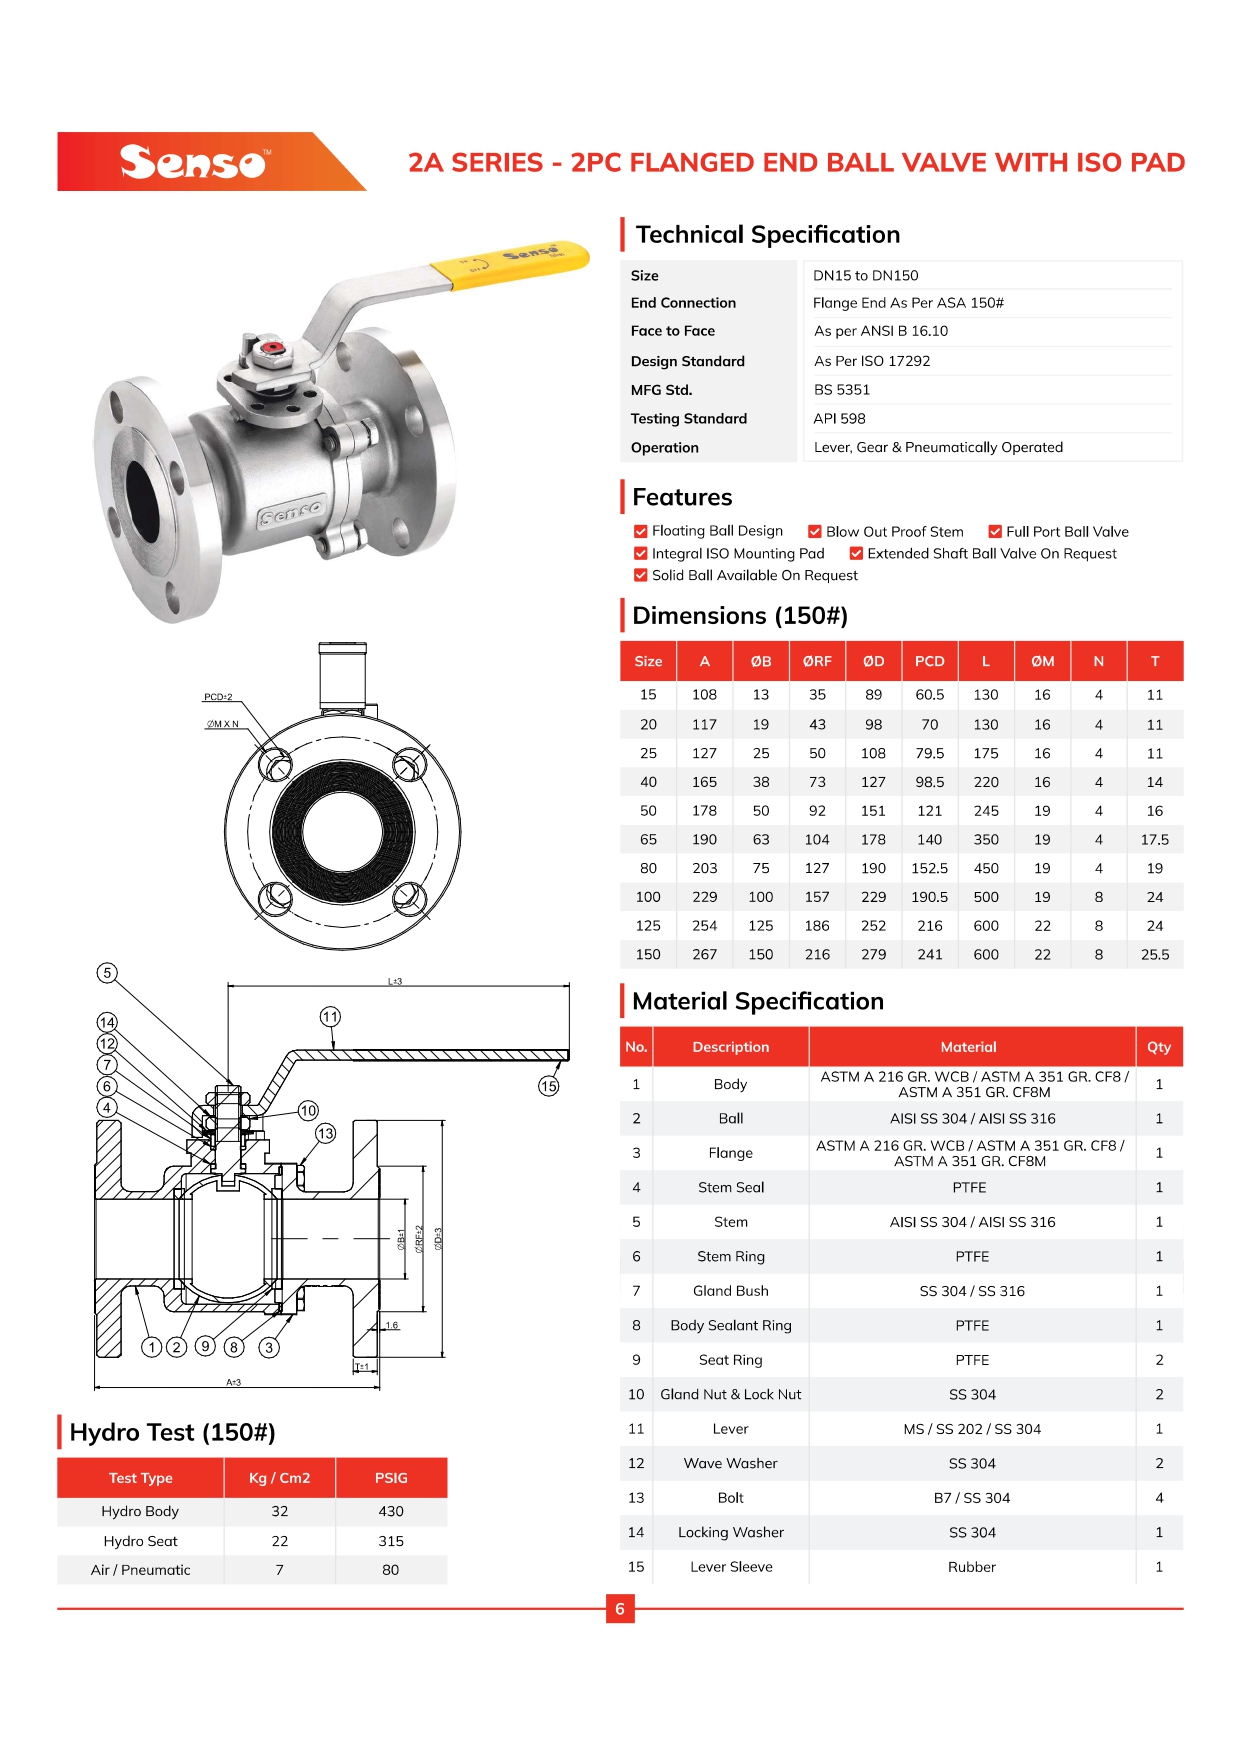 Senso™
2A SERIES - 2PC FLANGED END BALL VALVE WITH ISO PAD
Senso
Senso
Technical Specification
Size DN15 to DN150
End Connection Flange End As Per ASA 150#
Face to Face As per ANSI B 16.10
Design Standard As Per ISO 17292
MFG Std. BS 5351
Testing Standard API 598
Operation Lever, Gear & Pneumatically Operated
Features
Floating Ball Design Blow Out Proof Stem Full Port Ball Valve
Integral ISO Mounting Pad Extended Shaft Ball Valve On Request
Solid Ball Available On Request
Dimensions (150#)
Size A ØB ØRF ØD PCD L ØM N T
15 108 13 35 89 60.5 130 16 4 11
20 117 19 43 98 70 130 16 4 11
25 127 25 50 108 79.5 175 16 4 11
40 165 38 73 127 98.5 220 16 4 14
50 178 50 92 151 121 245 19 4 16
65 190 63 104 178 140 350 19 4 17.5
80 203 75 127 190 152.5 450 19 4 19
100 229 100 157 229 190.5 500 19 8 24
125 254 125 186 252 216 600 22 8 24
150 267 150 216 279 241 600 22 8 25.5
PCD±2
ØM X N
5
L±3
14
11
12
7
6
15
4
10
13
ØB±1
ØRF±2
ØD±3
1.6
1 2 9 8 3
T±1
A±3
Material Specification
No. Description Material Qty
1 Body ASTM A 216 GR. WCB / ASTM A 351 GR. CF8 /
ASTM A 351 GR. CF8M 1
2 Ball AISI SS 304 / AISI SS 316 1
3 Flange ASTM A 216 GR. WCB / ASTM A 351 GR. CF8 /
ASTM A 351 GR. CF8M 1
4 Stem Seal PTFE 1
5 Stem AISI SS 304 / AISI SS 316 1
6 Stem Ring PTFE 1
7 Gland Bush SS 304 / SS 316 1
8 Body Sealant Ring PTFE 1
9 Seat Ring PTFE 2
10 Gland Nut & Lock Nut SS 304 2
11 Lever MS / SS 202 / SS 304 1
12 Wave Washer SS 304 2
13 Bolt B7 / SS 304 4
14 Locking Washer SS 304 1
15 Lever Sleeve Rubber 1
Hydro Test (150#)
Test Type Kg / Cm2 PSIG
Hydro Body 32 430
Hydro Seat 22 315
Air / Pneumatic 7 80
6